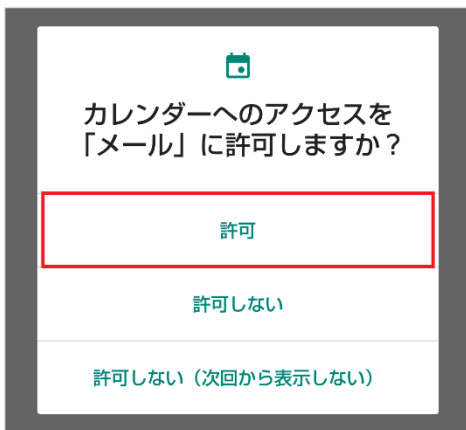 カレンダーへのアクセスを
「メール」に許可しますか？
許可
許可しない
許可しない（次回から表示しない）